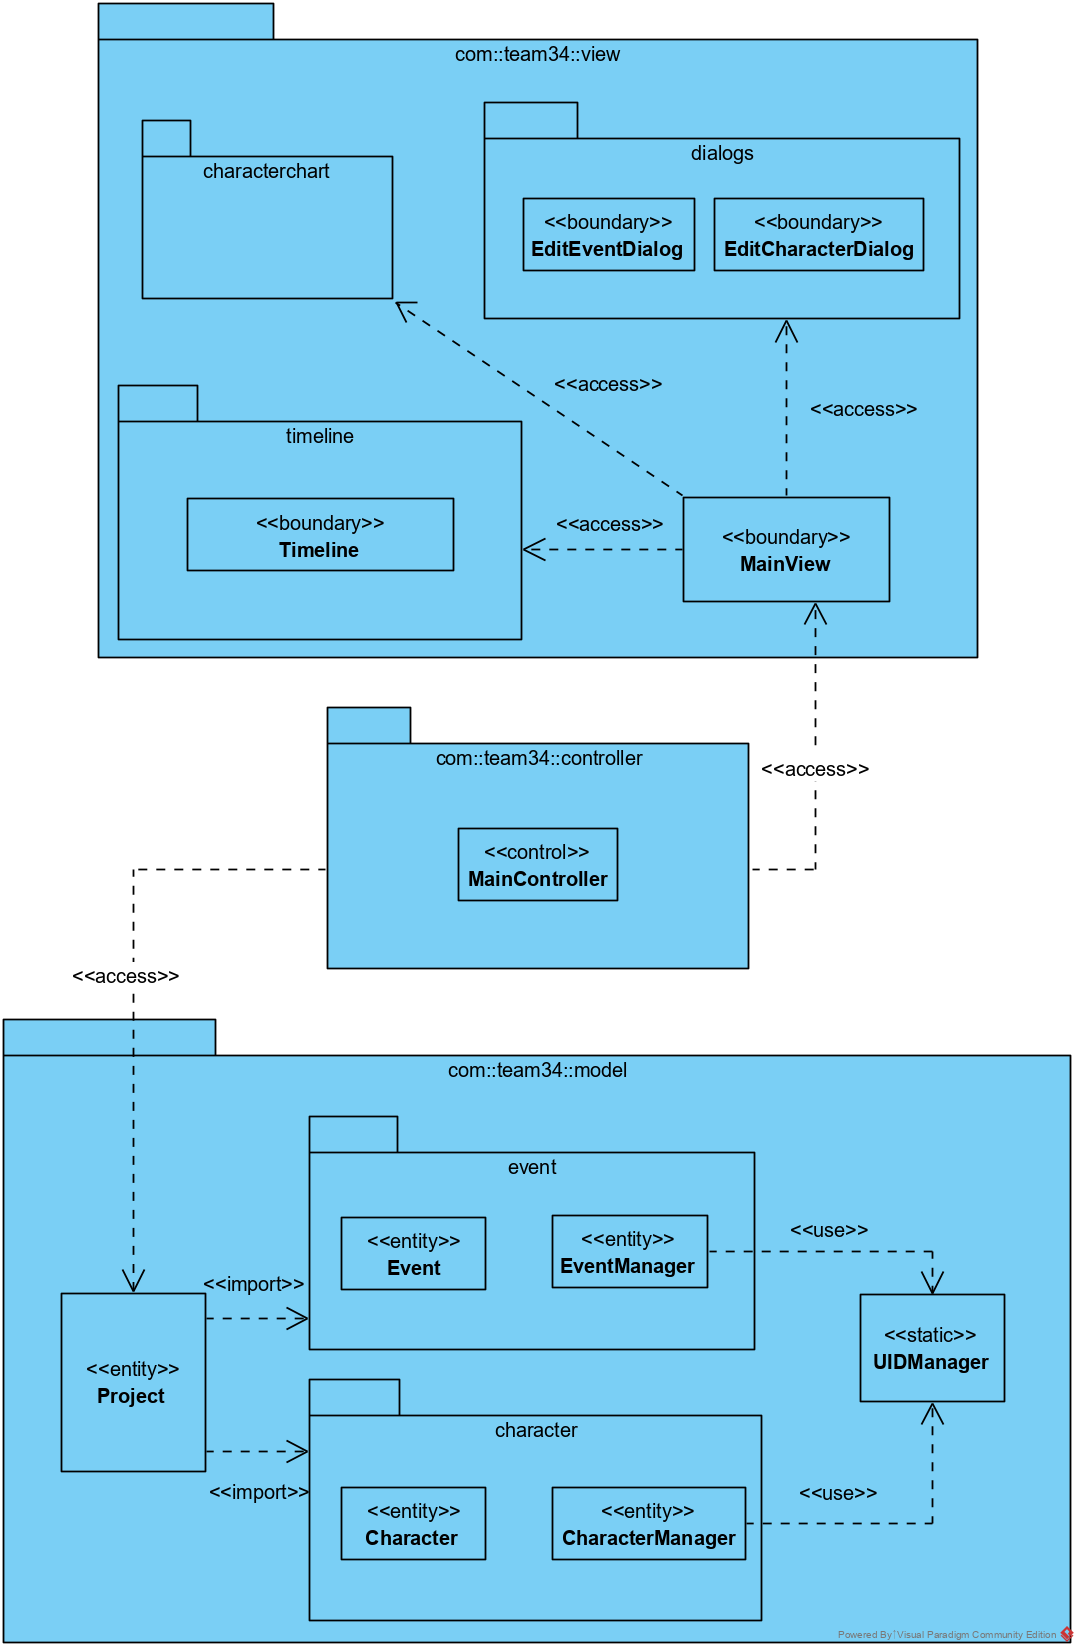 com::team34::view
characterchart
dialogs
<<boundary>>
EditEventDialog
<<boundary>>
EditCharacterDialog
<<access>>
<<access>>
timeline
<<boundary>>
Timeline
<<access>>
<<boundary>>
MainView
com::team34::controller
<<access>>
<<control>>
MainController
<<access>>
com::team34::model
event
<<entity>>
Event
<<entity>>
EventManager
<<use>>
<<import>>
<<static>>
UIDManager
<<entity>>
Project
character
<<import>>
<<entity>>
Character
<<entity>>
CharacterManager
<<use>>
Powered By Visual Paradigm Community Edition